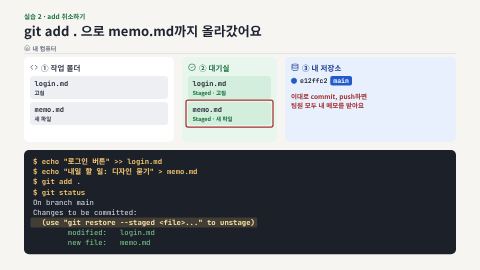 실습 2 · add 취소하기
git add . 으로 memo.md까지 올라갔어요
내 컴퓨터
① 작업 폴더
login.md
고침
memo.md
새 파일
② 대기실
login.md
Staged · 고침
memo.md
Staged · 새 파일
③ 내 저장소
e12ffc2 main
이대로 commit, push하면
팀원 모두 내 메모를 받아요
$ echo "로그인 버튼" >> login.md
$ echo "내일 할 일: 디자인 묻기" > memo.md
$ git add .
$ git status
On branch main
Changes to be committed:
(use "git restore --staged <file>..." to unstage)
modified: login.md
new file: memo.md